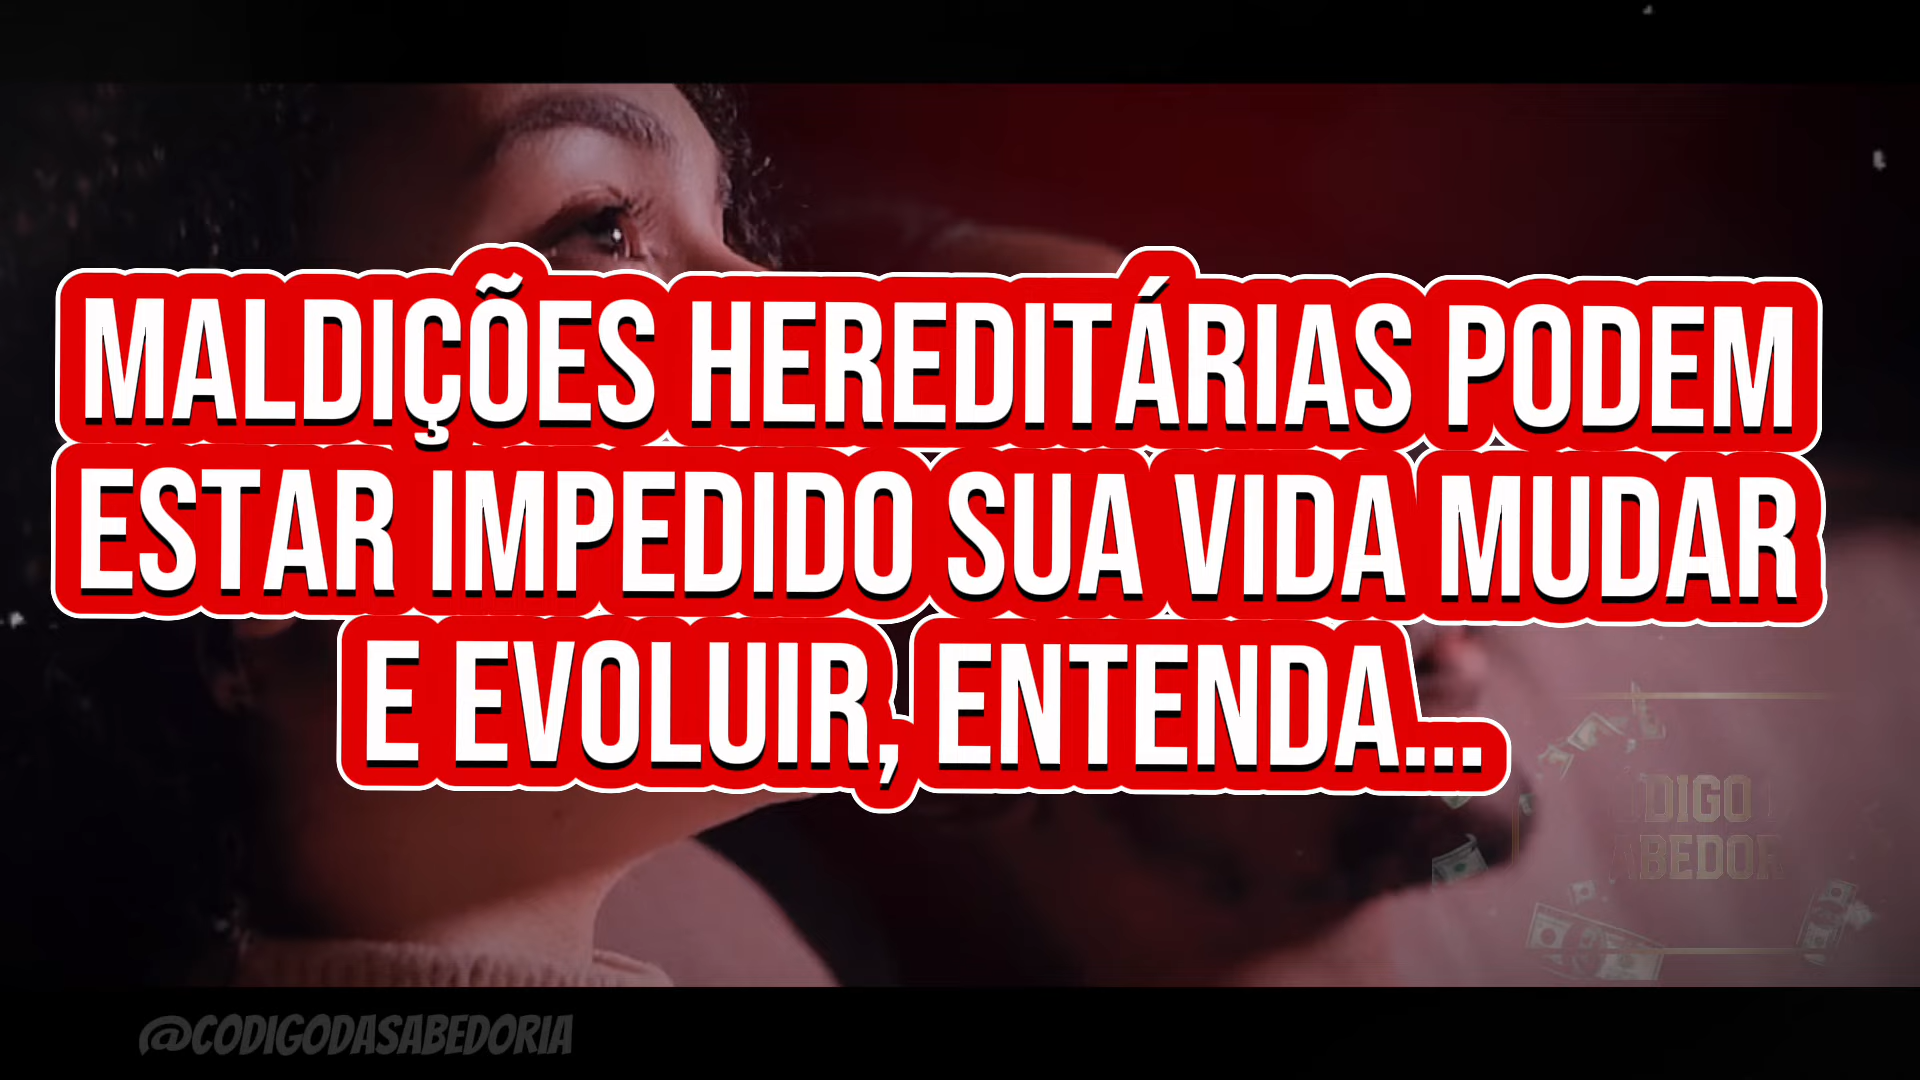 MALDIÇÕES HEREDITÁRIAS PODEM
ESTAR IMPEDIDO SUA VIDA MUDAR
E EVOLUIR, ENTENDA...
@CODIGODASABEDORIA